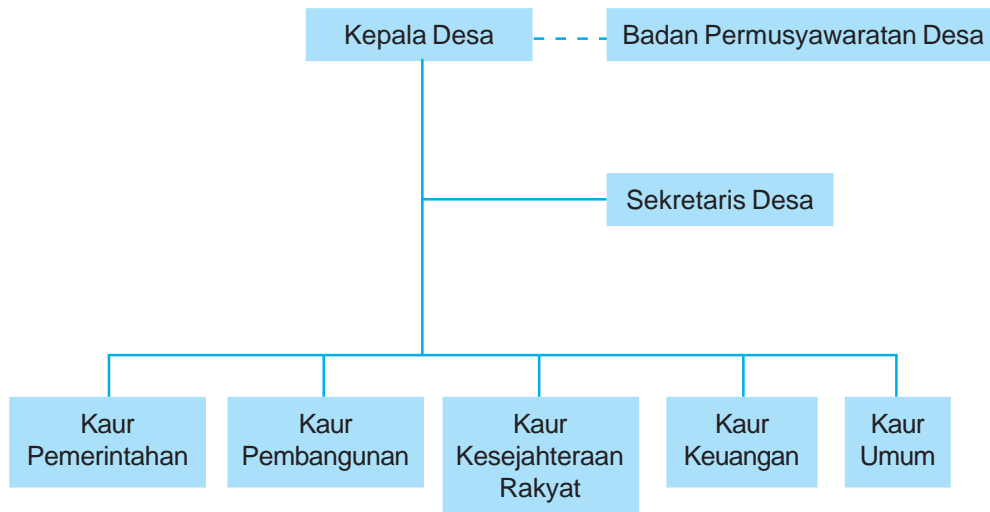 Kepala Desa
Badan Permusyawaratan Desa
Sekretaris Desa
Kaur
Pemerintahan
Kaur
Pembangunan
Kaur
Kesejahteraan
Rakyat
Kaur
Keuangan
Kaur
Umum